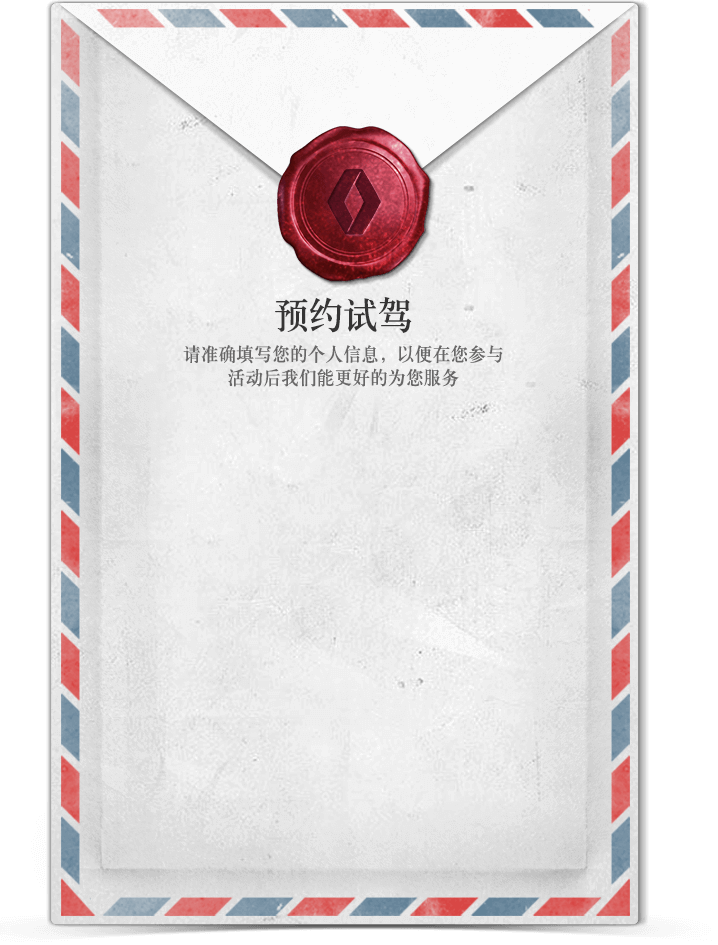 预约试驾
请准确填写您的个人信息，以便在您参与
活动后我们能更好的为您服务